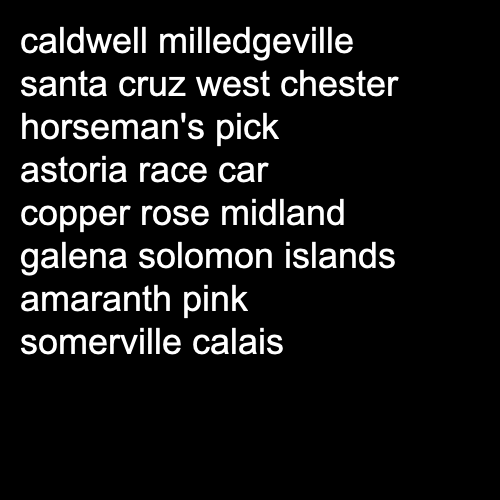 caldwell milledgeville
santa cruz west chester
horseman's pick
astoria race car
copper rose midland
galena solomon islands
amaranth pink
somerville calais